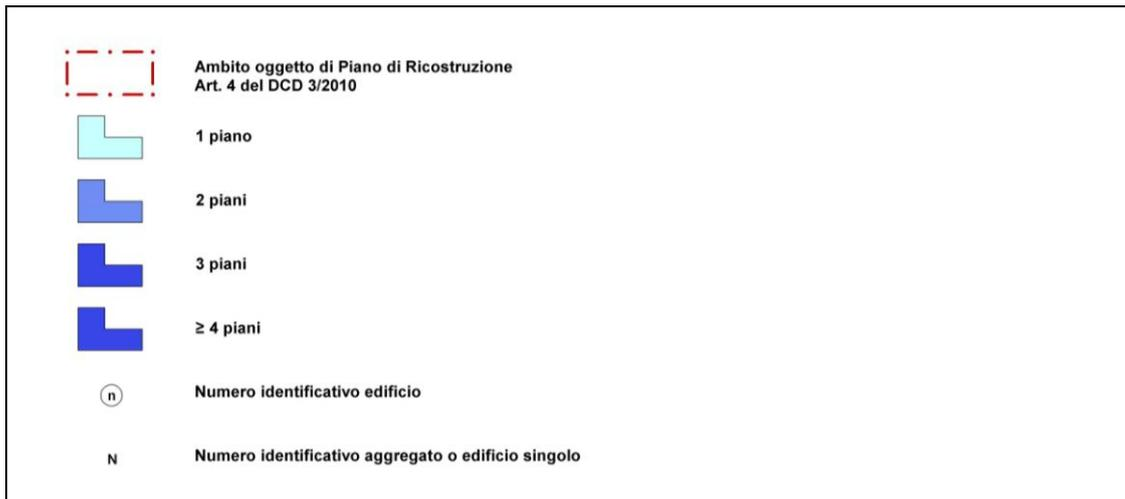 Ambito oggetto di Piano di Ricostruzione
Art. 4 del DCD 3/2010
1 piano
2 piani
3 piani
≥ 4 piani
n Numero identificativo edificio
N Numero identificativo aggregato o edificio singolo